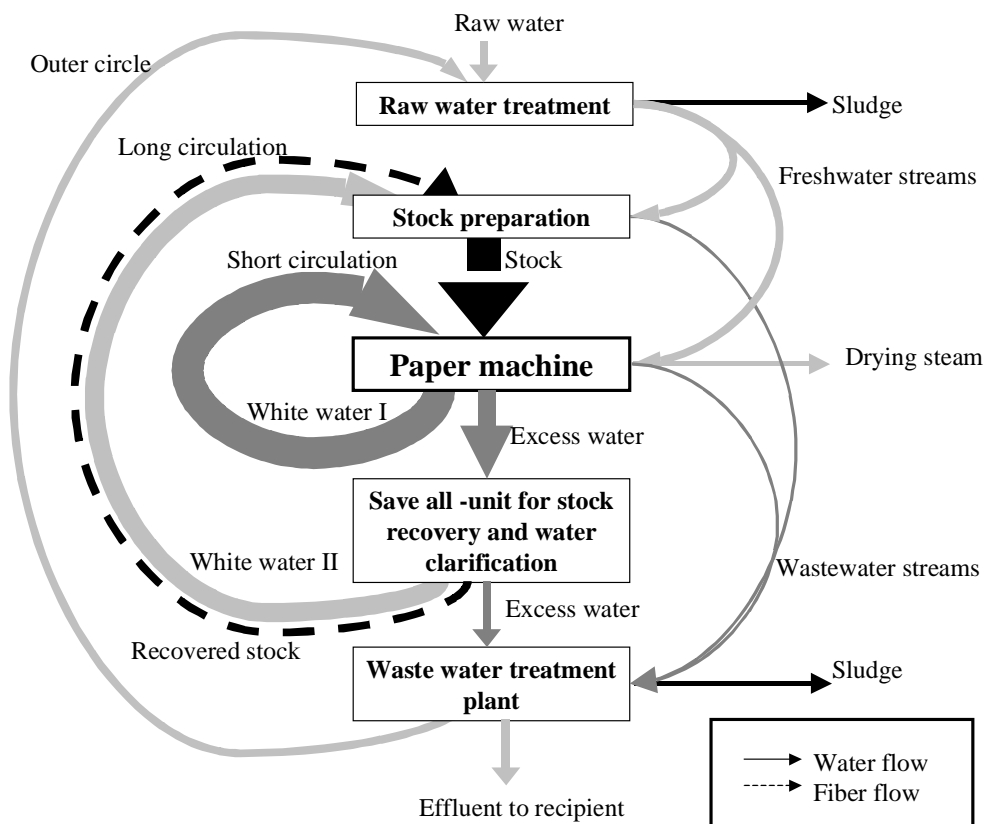 Raw water
Outer circle
Raw water treatment
Sludge
Long circulation
Freshwater streams
Stock preparation
Short circulation
Stock
Paper machine
Drying steam
White water I
Excess water
Save all -unit for stock
recovery and water
clarification
White water II
Wastewater streams
Excess water
Recovered stock
Waste water treatment
plant
Sludge
Water flow
Fiber flow
Effluent to recipient